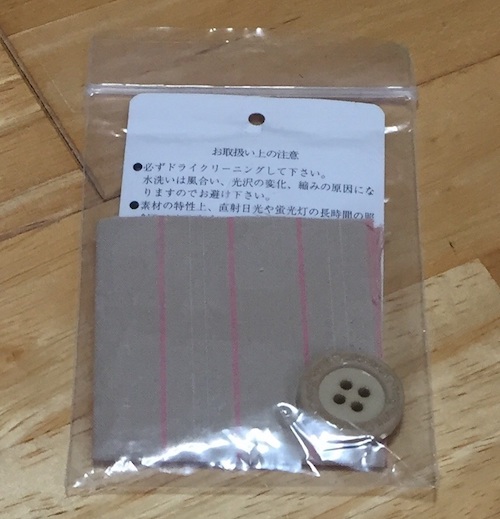 お取扱い上の注意
●必ずドライクリーニングして下さい。
水洗いは風合い、光沢の変化、縮みの原因にな
りますのでお避け下さい。
●素材の特性上、直射日光や蛍光灯の長時間の照